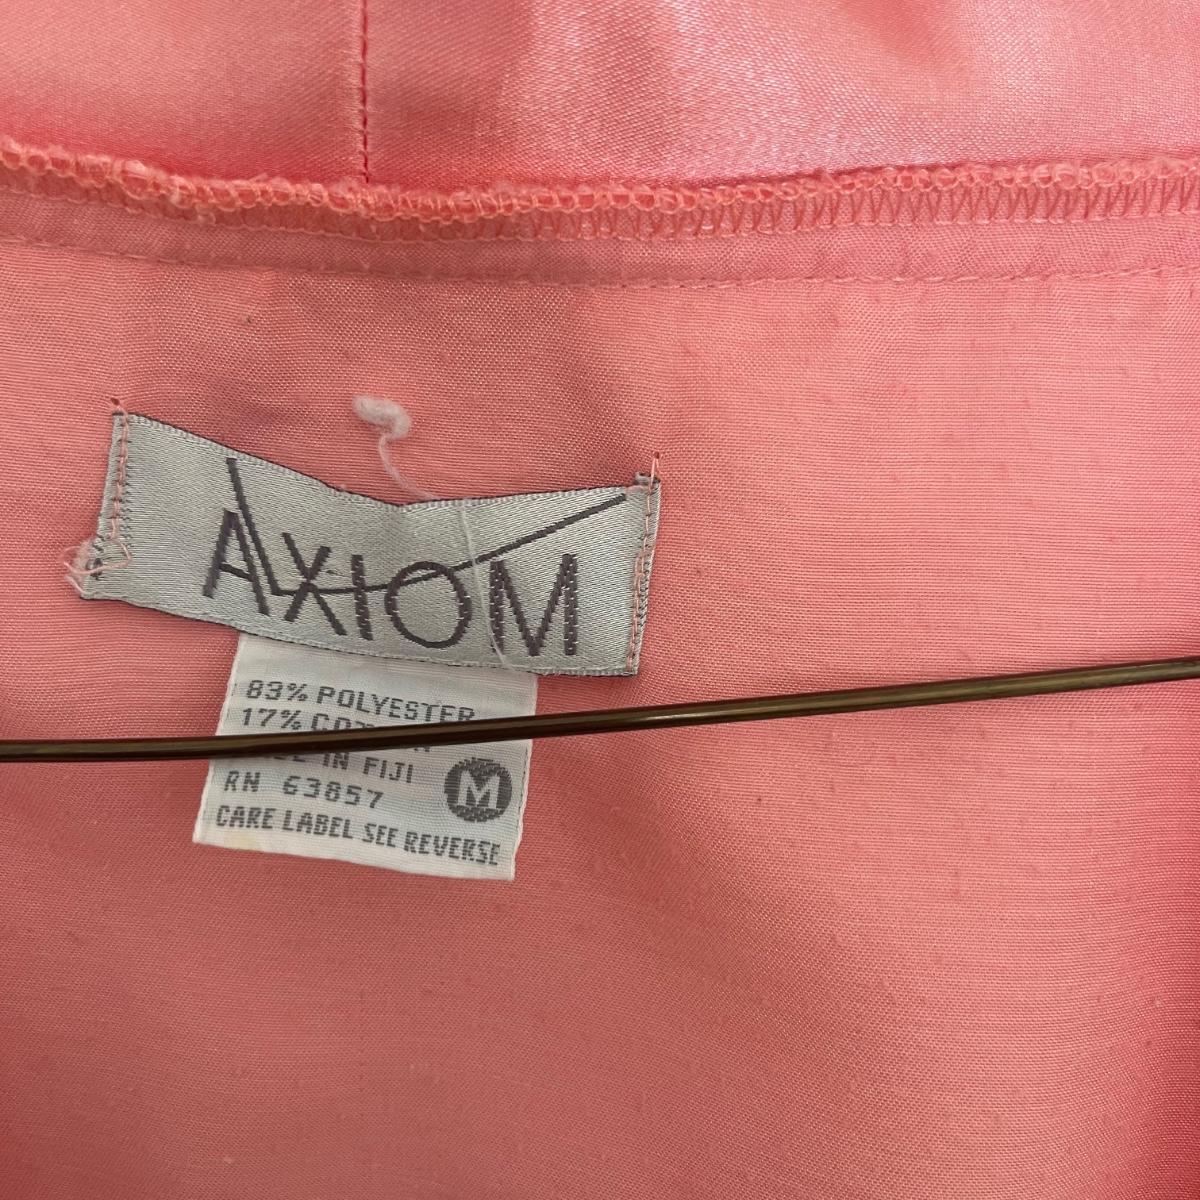 AXIOM
83% POLYESTER
17%
IN FIJI
RN 63857
M
CARE LABEL SEE REVERSE